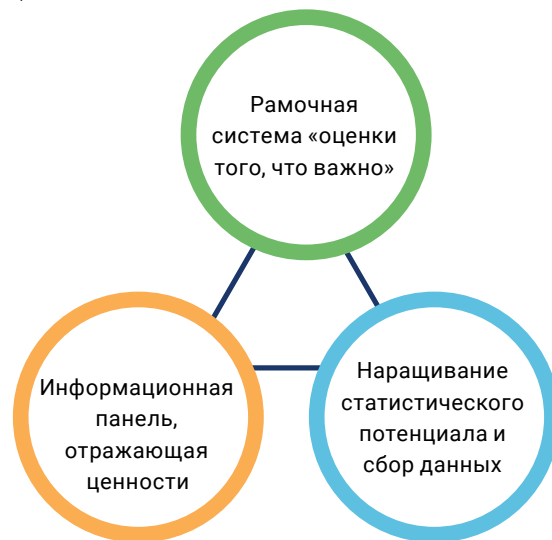 Рамочная
система «оценки
того, что важно»
Информационная
панель,
отражающая
ценности
Наращивание
статистического
потенциала и
сбор данных